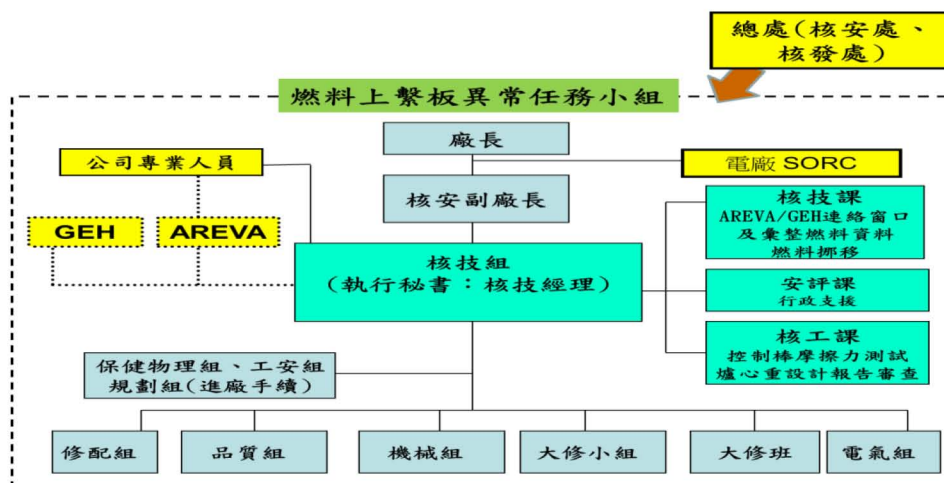 總處(核安處、
核發處)
燃料上繫板異常任務小組
廠長
公司專業人員
電廠 SORC
核安副廠長
GEH
AREVA
核技組
(執行秘書：核技經理)
核技課
AREVA/GEH連絡窗口
及彙整燃料資料
燃料挪移
安評課
行政支援
核工課
控制棒摩擦力測試
爐心重設計報告審查
保健物理組、工安組
規劃組(進廠手續)
修配組
品質組
機械組
大修小組
大修班
電氣組